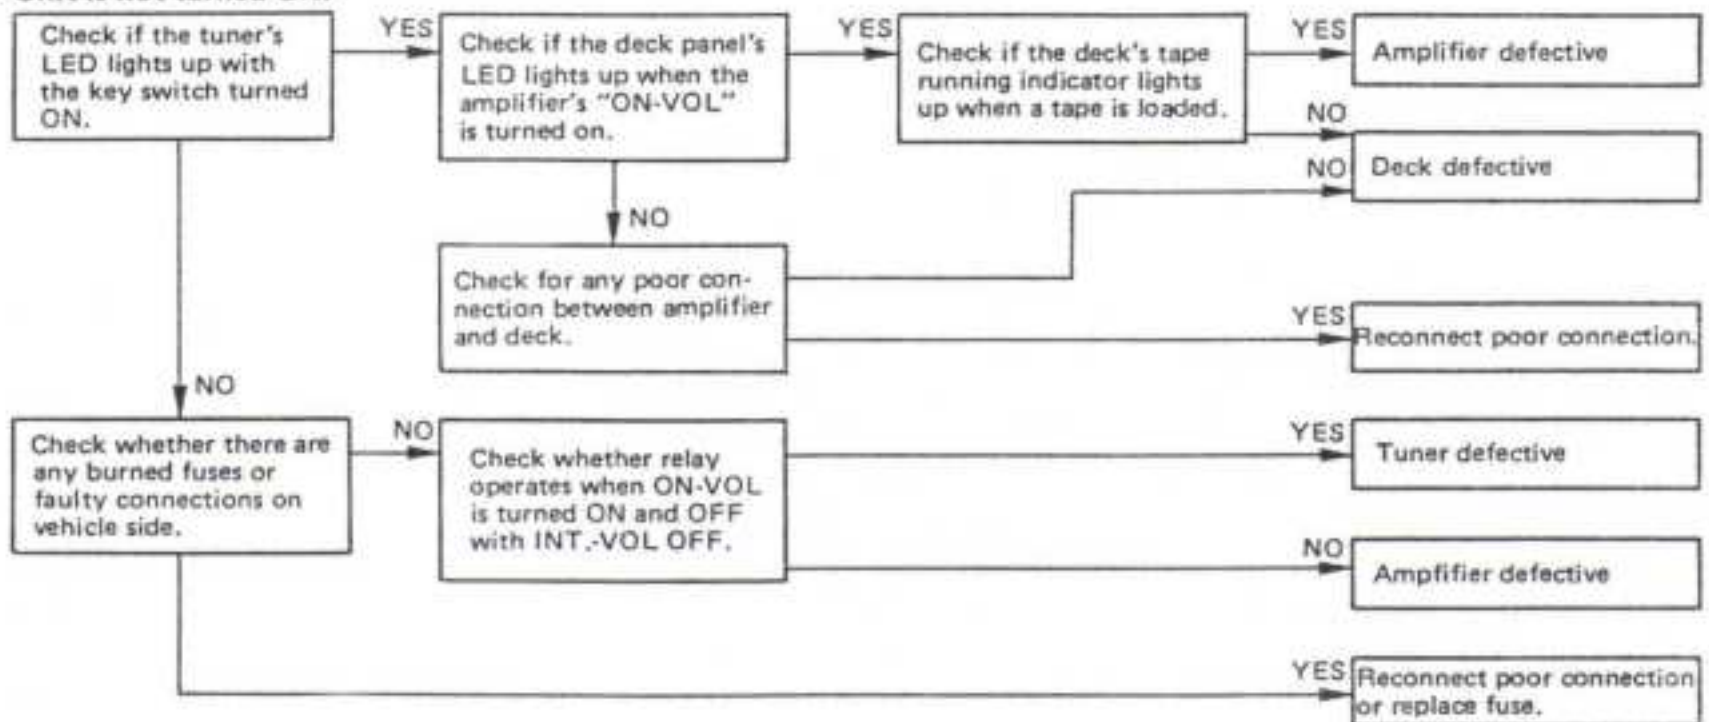 Check if the tuner's
LED lights up with
the key switch turned
ON.
YES
Check if the deck panel's
LED lights up when the
amplifier's "ON-VOL"
is turned on.
YES
Check if the deck's tape
running indicator lights
up when a tape is loaded.
YES
Amplifier defective
NO
Deck defective
NO
NO
Check for any poor con-
nection between amplifier
and deck.
YES
Reconnect poor connection.
NO
Check whether there are
any burned fuses or
faulty connections on
vehicle side.
NO
Check whether relay
operates when ON-VOL
is turned ON and OFF
with INT.-VOL OFF.
YES
Tuner defective
NO
Ampfifier defective
YES
Reconnect poor connection
or replace fuse.